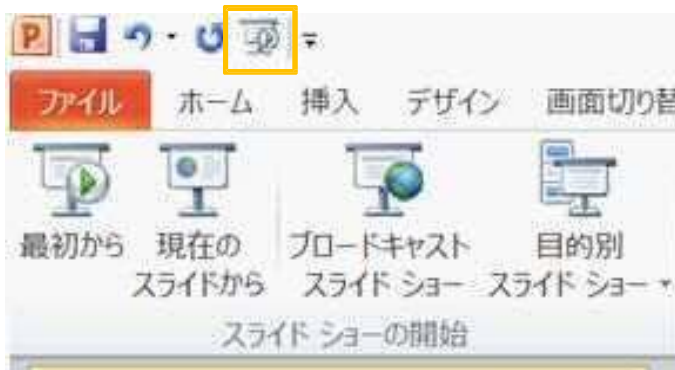 P
ファイル ホーム 挿入 デザイン 画面切り替
最初から 現在の ブロードキャスト 目的別
スライドから スライド ショー スライド ショー
スライド ショーの開始